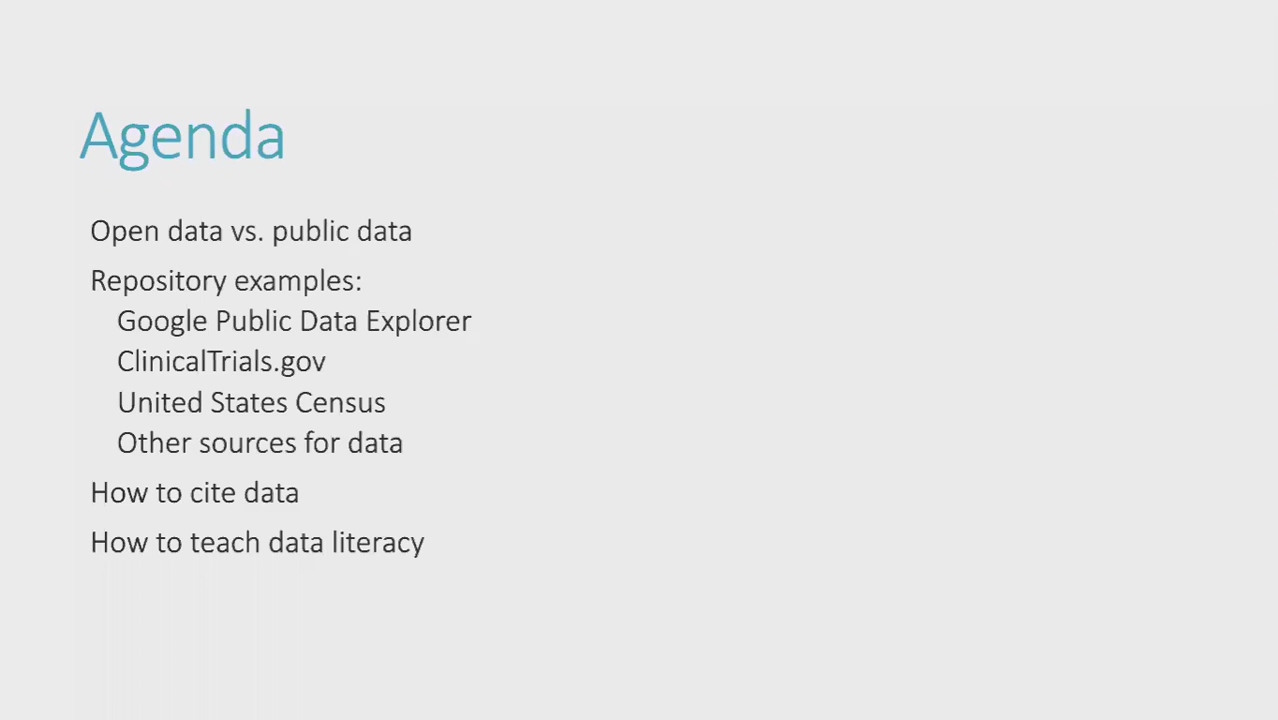 Agenda
Open data vs. public data
Repository examples:
Google Public Data Explorer
ClinicalTrials.gov
United States Census
Other sources for data
How to cite data
How to teach data literacy